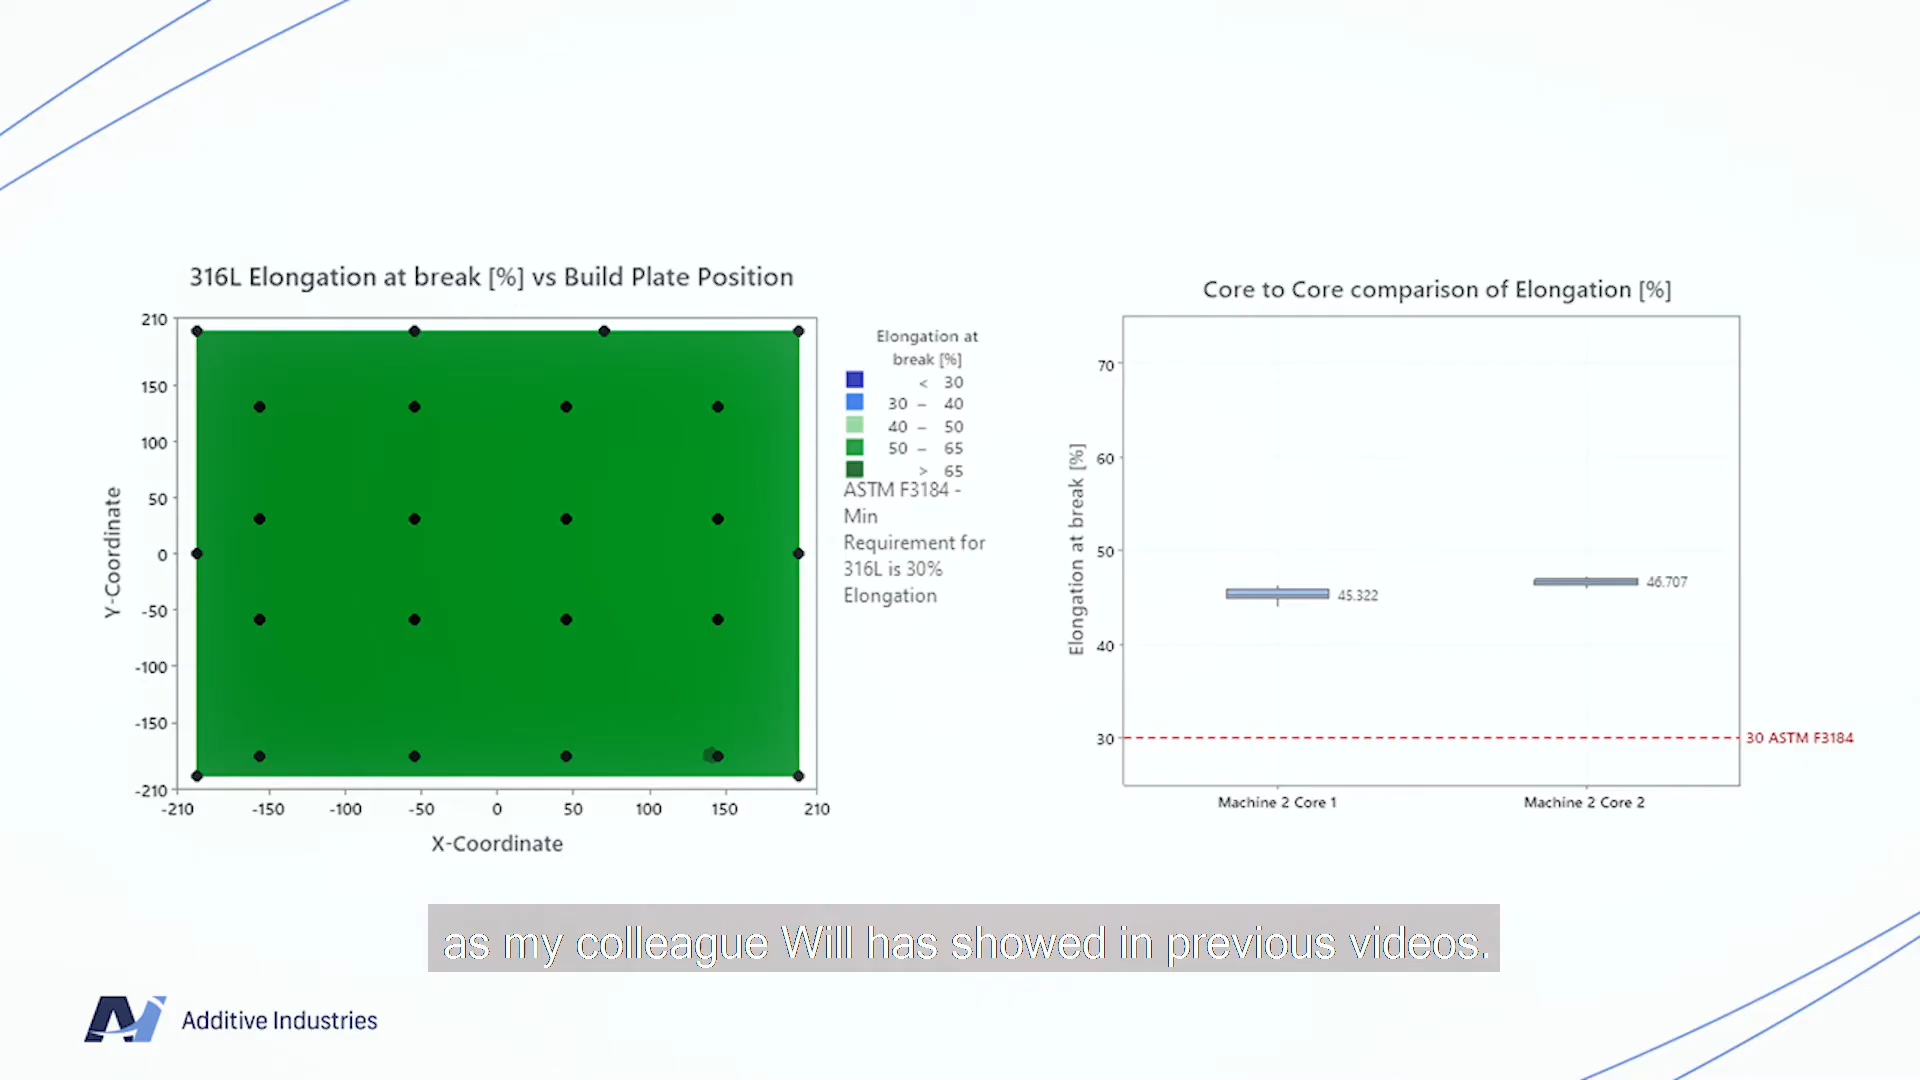 316L Elongation at break [%] vs Build Plate Position
210
150
100
50
0
-50
-100
-150
-210
Y-Coordinate
-210 -150 -100 -50 0 50 100 150 210
X-Coordinate
Elongation at
break [%]
< 30
30 – 40
40 – 50
50 – 65
> 65
ASTM F3184 -
Min
Requirement for
316L is 30%
Elongation
Core to Core comparison of Elongation [%]
Elongation at break [%]
70
60
50
40
30
45.322
46.707
30 ASTM F3184
Machine 2 Core 1
Machine 2 Core 2
as my colleague Will has showed in previous videos.
Additive Industries